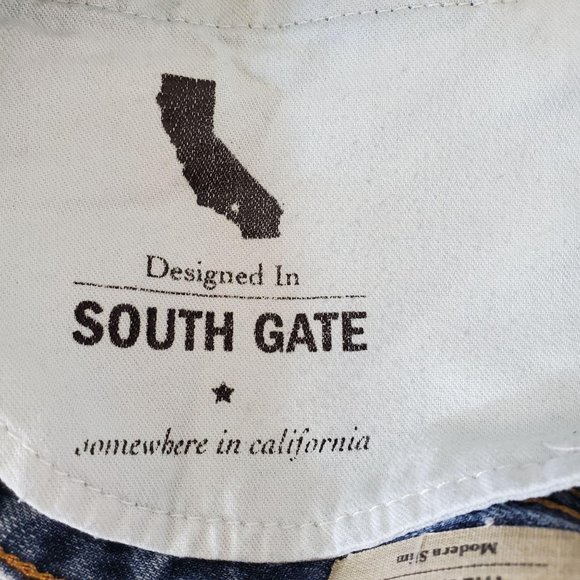 Designed In
SOUTH GATE
somewhere in california
Modern Slim